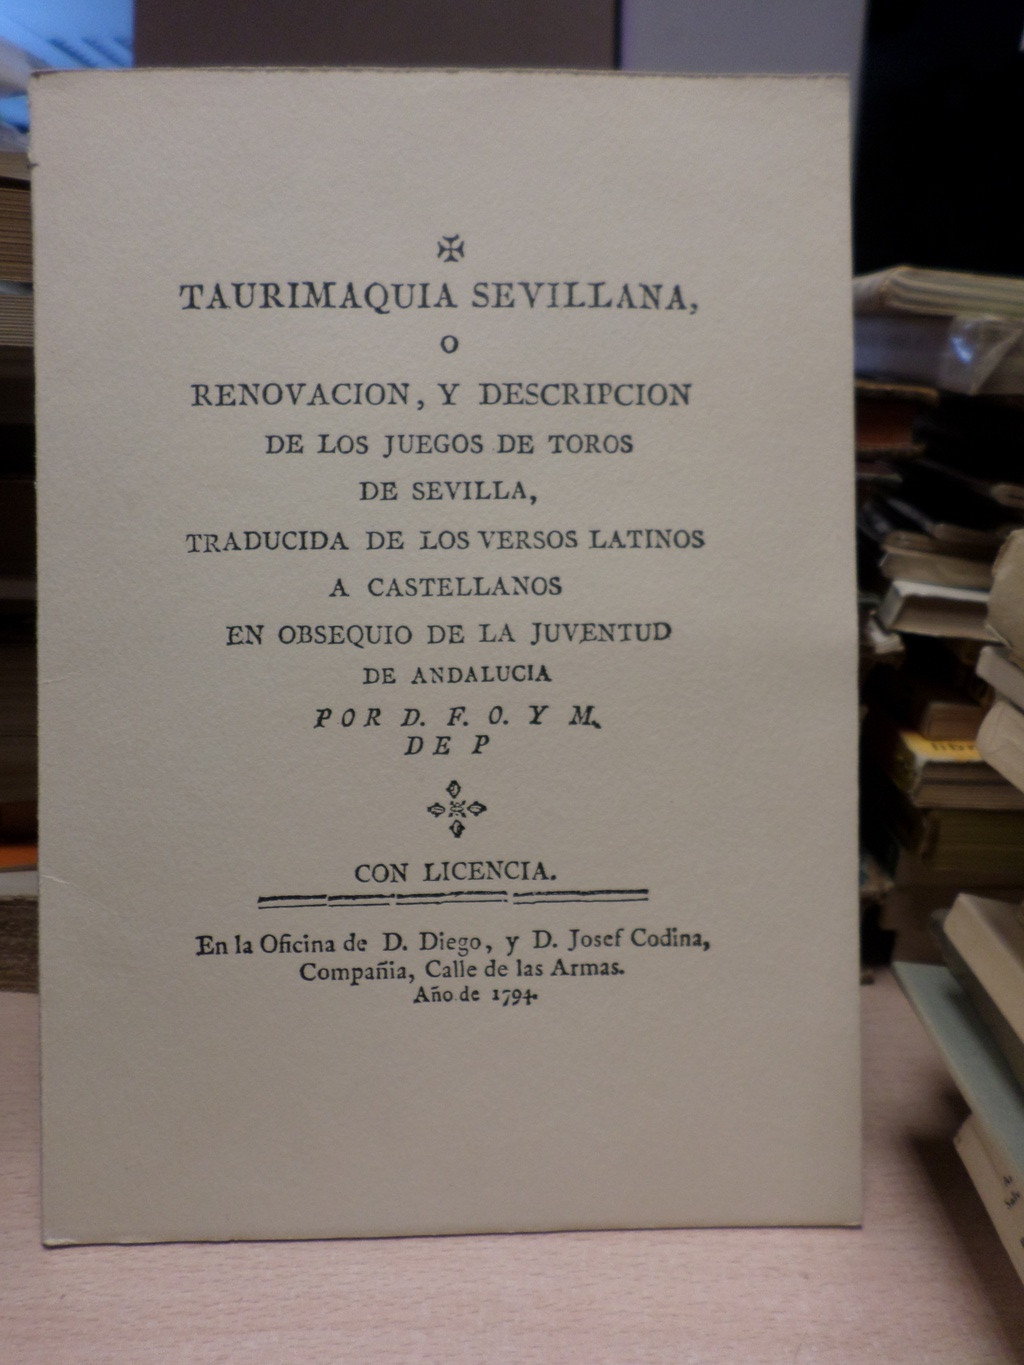 TAURIMAQUIA SEVILLANA,
O
RENOVACION, Y DESCRIPCION
DE LOS JUEGOS DE TOROS
DE SEVILLA,
TRADUCIDA DE LOS VERSOS LATINOS
A CASTELLANOS
EN OBSEQUIO DE LA JUVENTUD
DE ANDALUCIA
POR D. F. O. Y M.
DE P
CON LICENCIA.
En la Oficina de D. Diego, y D. Josef Codina,
Compañia, Calle de las Armas.
Año de 1794.